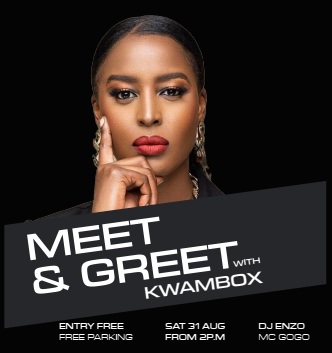 MEET
& GREET WITH
KWAMBOX
ENTRY FREE
FREE PARKING
SAT 31 AUG
FROM 2P.M
DJ ENZO
MC GOGO